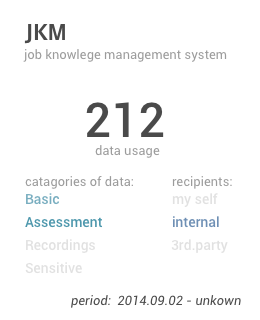 JKM
job knowlege management system
212
data usage
catagories of data: recipients:
Basic my self
Assessment internal
Recordings 3rd.party
Sensitive
period: 2014.09.02 - unkown